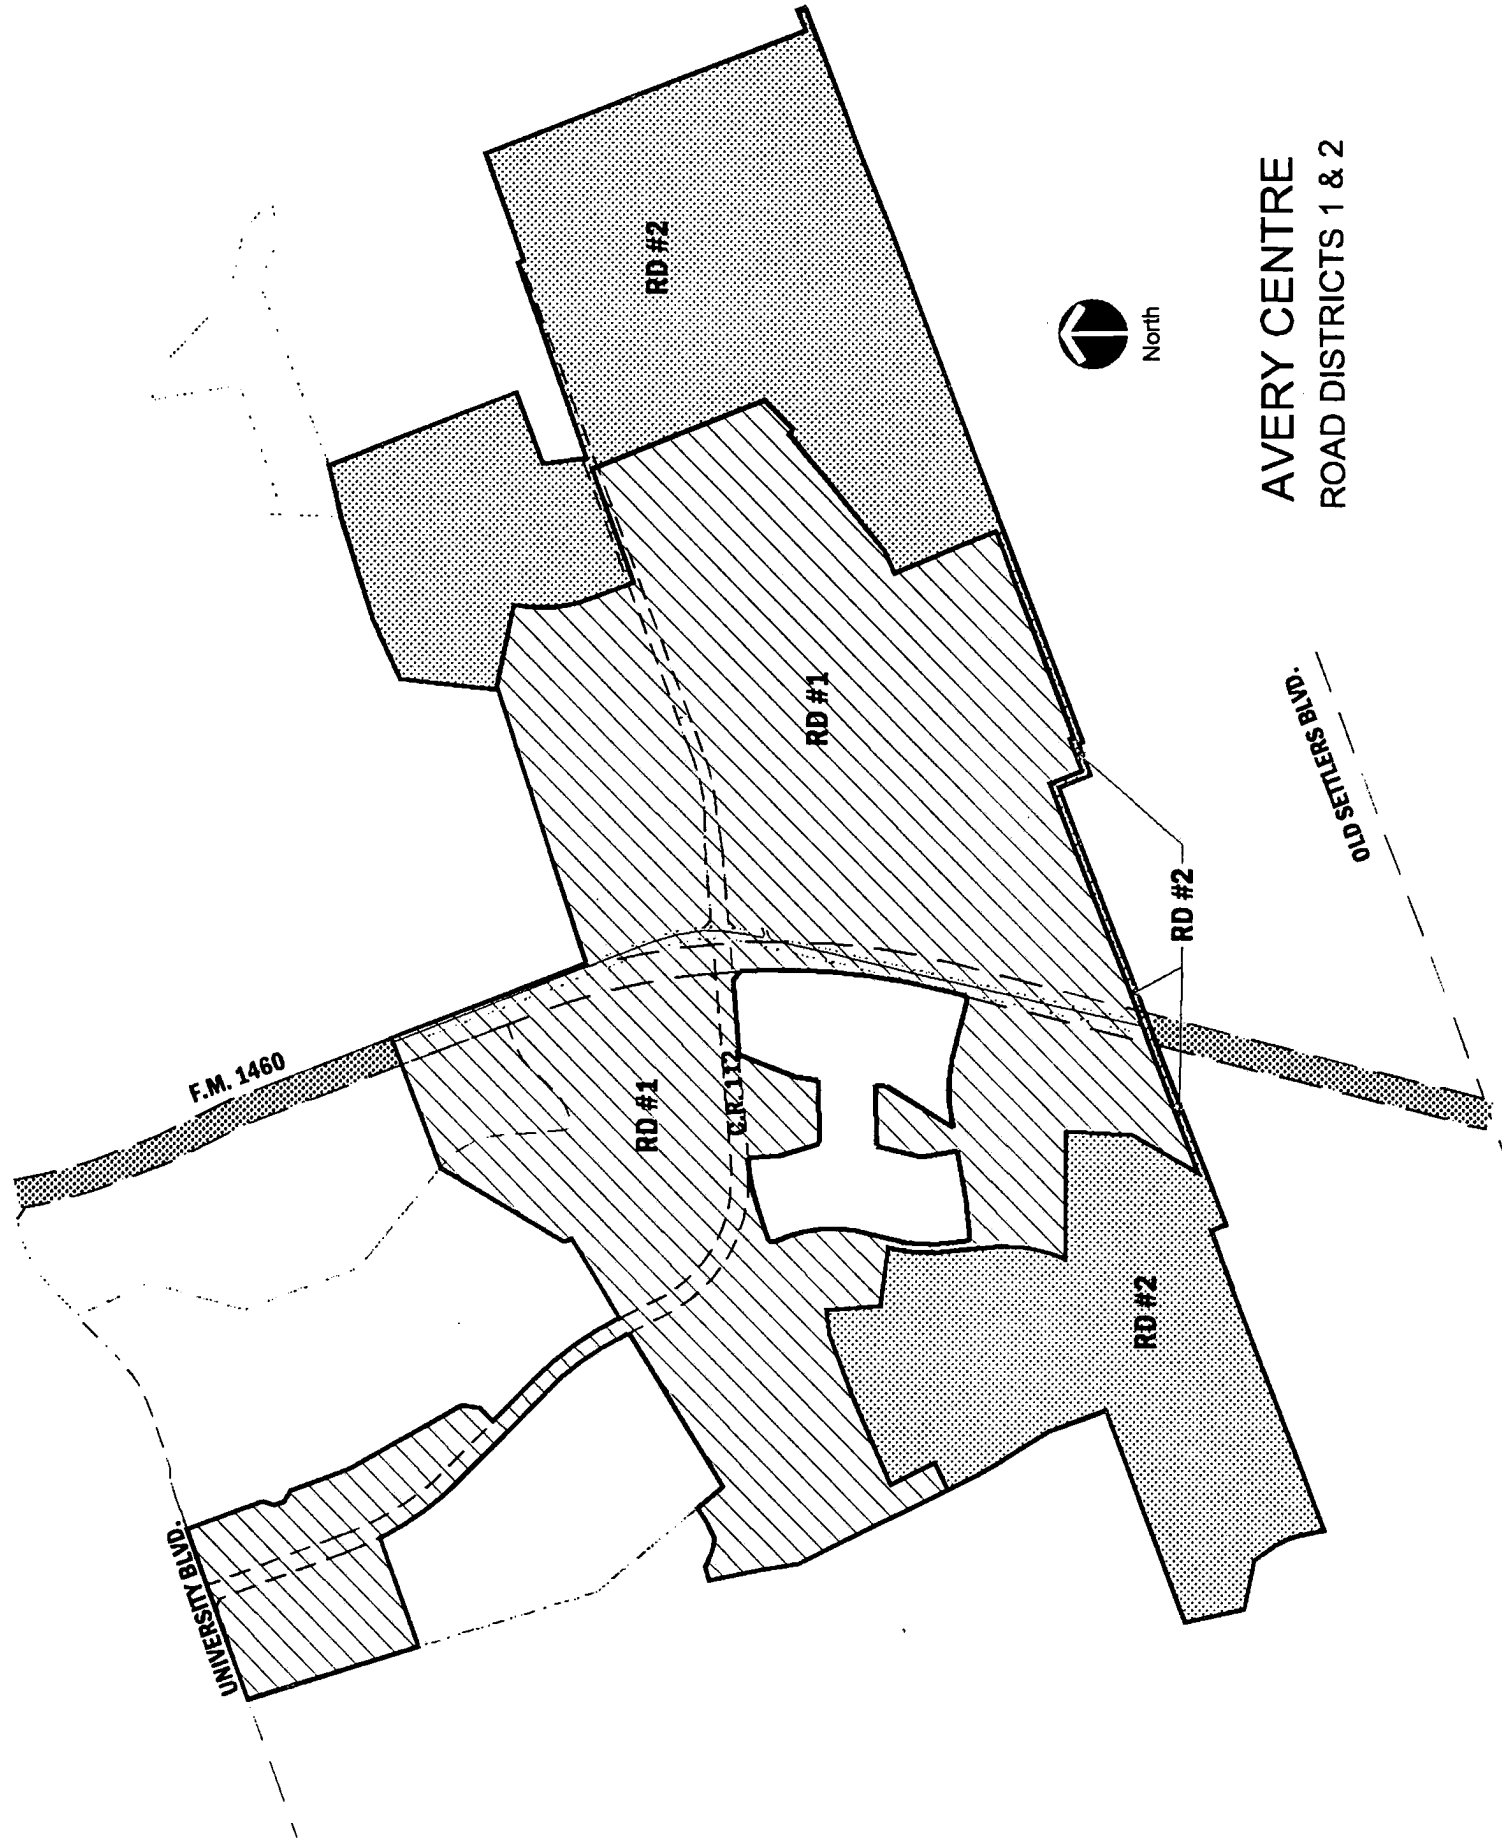 UNIVERSITY BLVD.
F.M. 1460
RD #2
RD #1
RD #1
C.R. 112
RD #2
RD #2
OLD SETTLERS BLVD.
North
AVERY CENTRE
ROAD DISTRICTS 1 & 2